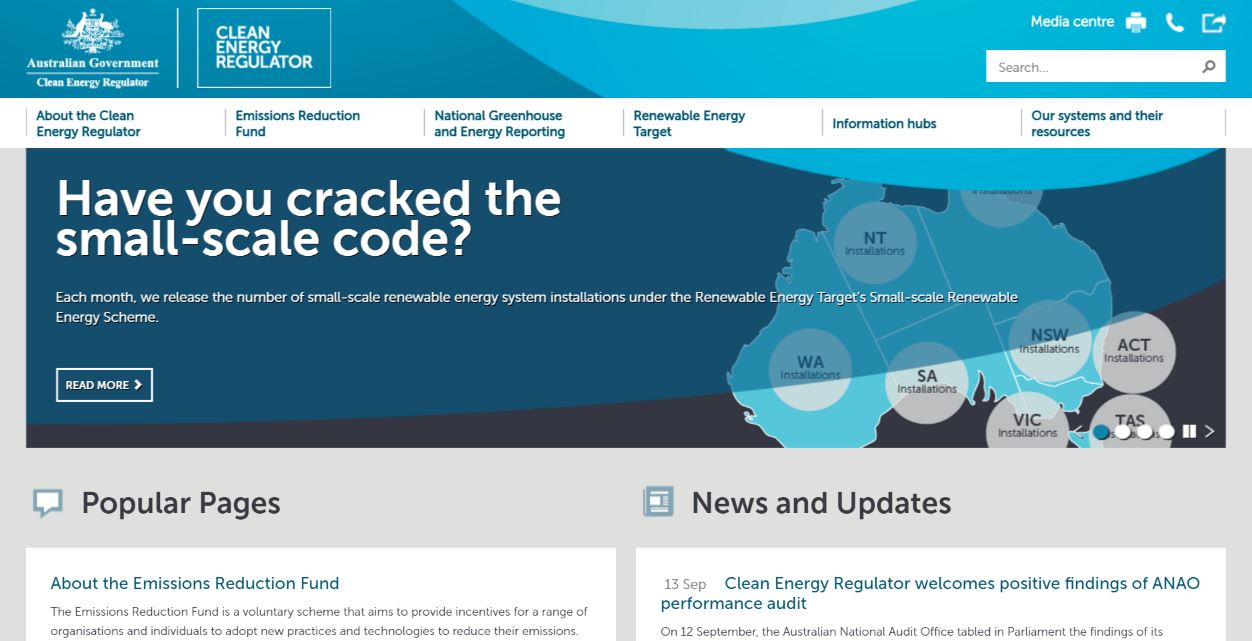 Australian Government
Clean Energy Regulator
CLEAN
ENERGY
REGULATOR
Media centre
Search...
About the Clean
Energy Regulator
Emissions Reduction
Fund
National Greenhouse
and Energy Reporting
Renewable Energy
Target
Information hubs
Our systems and their
resources
Have you cracked the
small-scale code?
Each month, we release the number of small-scale renewable energy system installations under the Renewable Energy Target's Small-scale Renewable
Energy Scheme.
READ MORE
Installations
NT
Installations
WA
Installations
SA
Installations
NSW
Installations
ACT
Installations
VIC
Installations
TAS
Popular Pages
News and Updates
About the Emissions Reduction Fund
The Emissions Reduction Fund is a voluntary scheme that aims to provide incentives for a range of
organisations and individuals to adopt new practices and technologies to reduce their emissions.
13 Sep Clean Energy Regulator welcomes positive findings of ANAO
performance audit
On 12 September, the Australian National Audit Office tabled in Parliament the findings of its